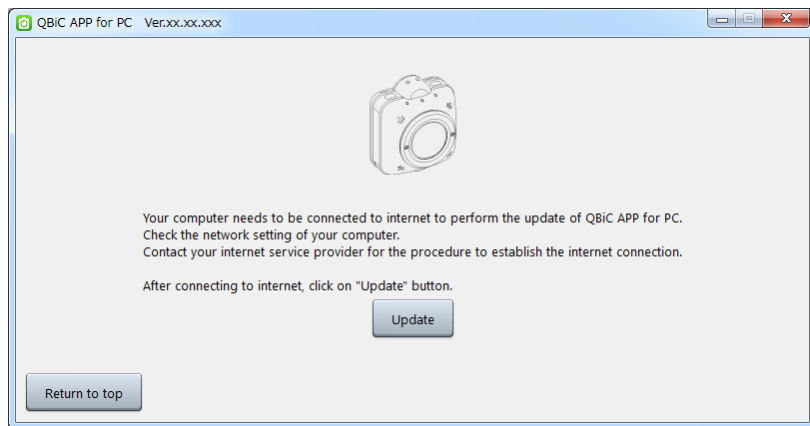 QBiC APP for PC Ver.xx.xx.xxx
Your computer needs to be connected to internet to perform the update of QBiC APP for PC.
Check the network setting of your computer.
Contact your internet service provider for the procedure to establish the internet connection.
After connecting to internet, click on "Update" button.
Update
Return to top